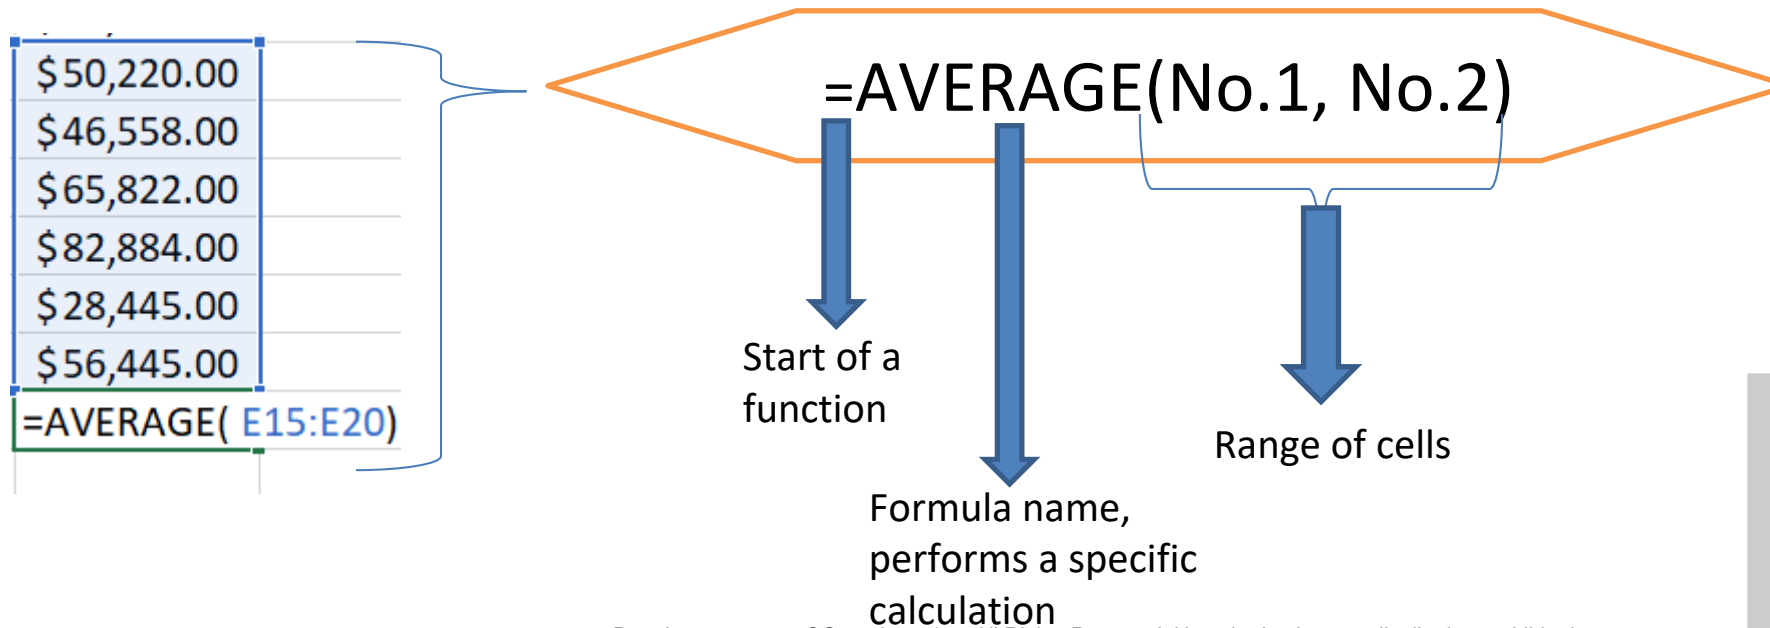 $50,220.00
$46,558.00
$65,822.00
$82,884.00
$28,445.00
$56,445.00
=AVERAGE( E15:E20)
=AVERAGE(No.1, No.2)
Start of a
function
Formula name,
performs a specific
calculation
Range of cells